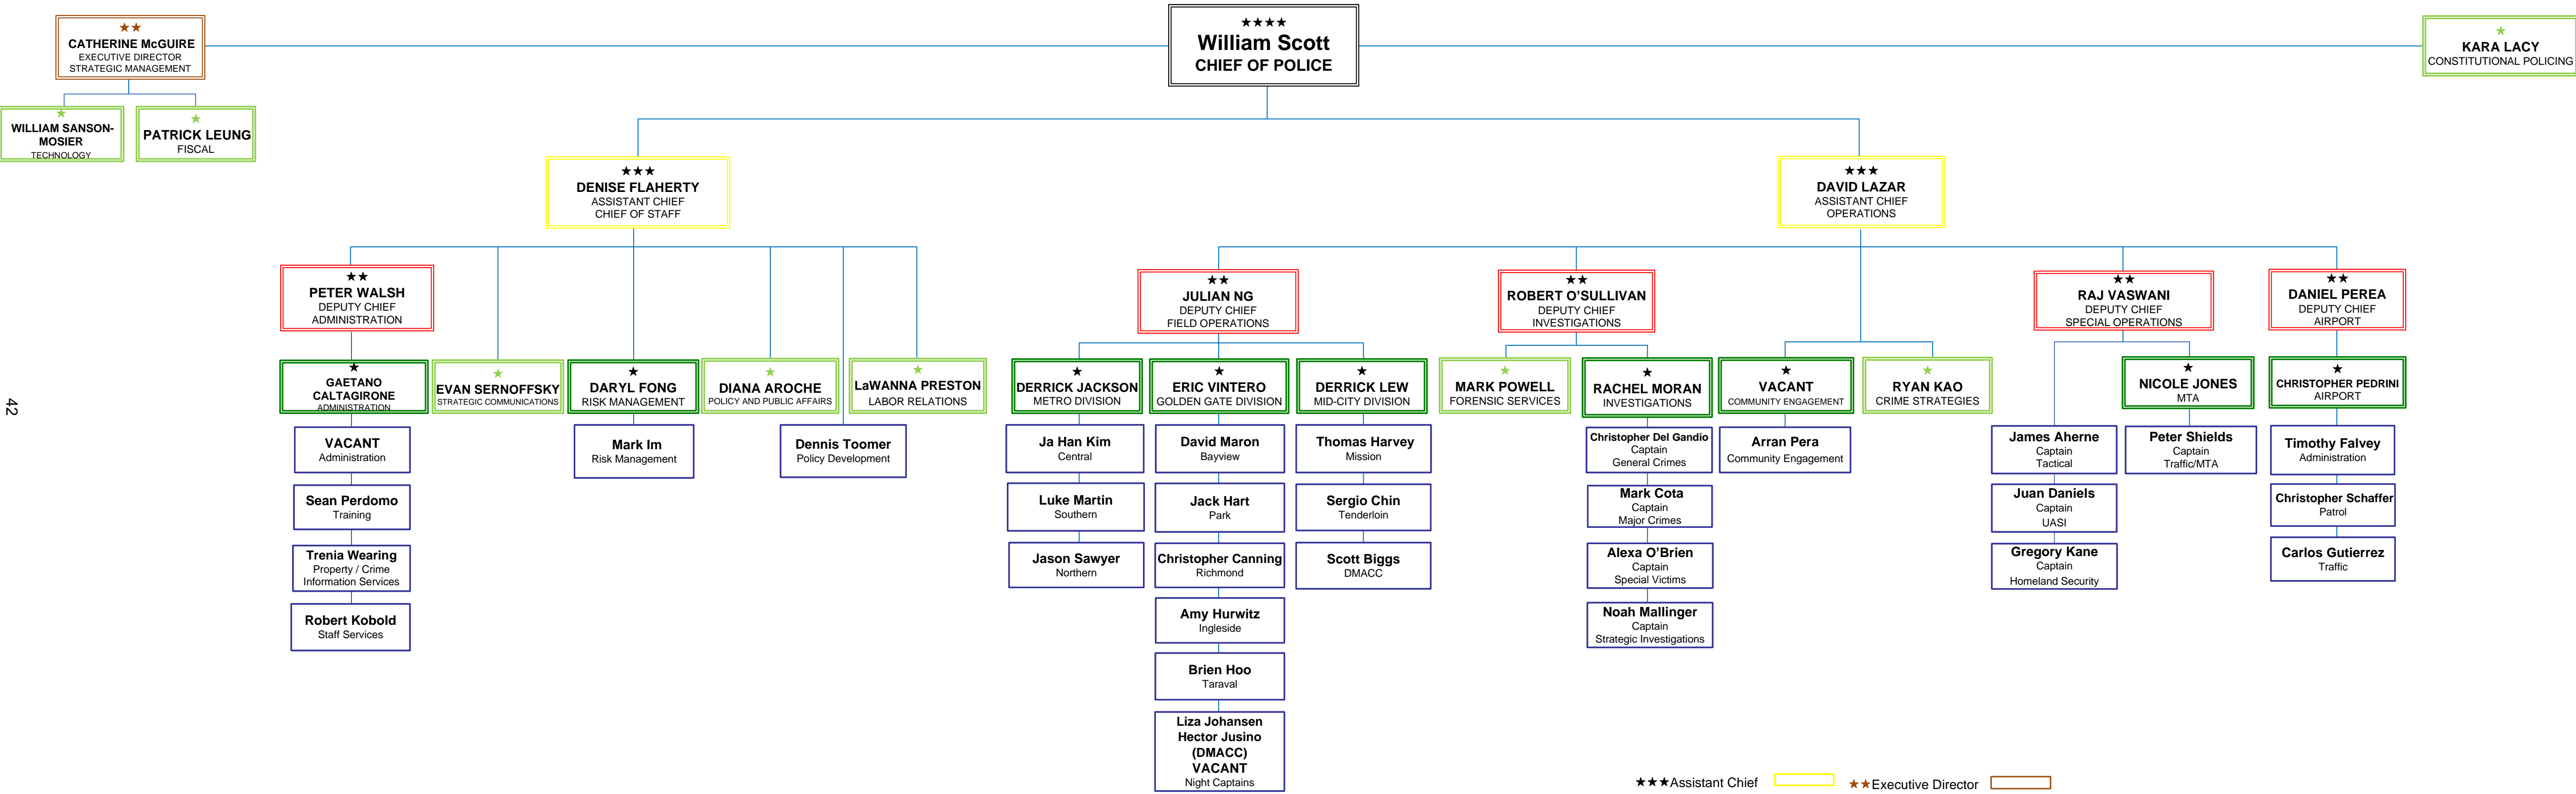 ★★
CATHERINE McGUIRE
EXECUTIVE DIRECTOR
STRATEGIC MANAGEMENT
★★★★
William Scott
CHIEF OF POLICE
★
KARA LACY
CONSTITUTIONAL POLICING
★
WILLIAM SANSON-
MOSIER
TECHNOLOGY
★
PATRICK LEUNG
FISCAL
★★★
DENISE FLAHERTY
ASSISTANT CHIEF
CHIEF OF STAFF
★★★
DAVID LAZAR
ASSISTANT CHIEF
OPERATIONS
★★
PETER WALSH
DEPUTY CHIEF
ADMINISTRATION
★★
JULIAN NG
DEPUTY CHIEF
FIELD OPERATIONS
★★
ROBERT O’SULLIVAN
DEPUTY CHIEF
INVESTIGATIONS
★★
RAJ VASWANI
DEPUTY CHIEF
SPECIAL OPERATIONS
★★
DANIEL PEREA
DEPUTY CHIEF
AIRPORT
★
GAETANO
CALTAGIRONE
ADMINISTRATION
★
EVAN SERNOFFSKY
STRATEGIC COMMUNICATIONS
★
DARYL FONG
RISK MANAGEMENT
★
DIANA AROCHE
POLICY AND PUBLIC AFFAIRS
★
LaWANNA PRESTON
LABOR RELATIONS
★
DERRICK JACKSON
METRO DIVISION
★
ERIC VINTERO
GOLDEN GATE DIVISION
★
DERRICK LEW
MID-CITY DIVISION
★
MARK POWELL
FORENSIC SERVICES
★
RACHEL MORAN
INVESTIGATIONS
★
VACANT
COMMUNITY ENGAGEMENT
★
RYAN KAO
CRIME STRATEGIES
★
NICOLE JONES
MTA
★
CHRISTOPHER PEDRINI
AIRPORT
VACANT
Administration
Sean Perdomo
Training
Trenia Wearing
Property / Crime
Information Services
Robert Kobold
Staff Services
Mark Im
Risk Management
Dennis Toomer
Policy Development
Ja Han Kim
Central
Luke Martin
Southern
Jason Sawyer
Northern
David Maron
Bayview
Jack Hart
Park
Christopher Canning
Richmond
Amy Hurwitz
Ingleside
Brien Hoo
Taraval
Liza Johansen
Hector Jusino
(DMACC)
VACANT
Night Captains
Thomas Harvey
Mission
Sergio Chin
Tenderloin
Scott Biggs
DMACC
Christopher Del Gandio
Captain
General Crimes
Mark Cota
Captain
Major Crimes
Alexa O’Brien
Captain
Special Victims
Noah Mallinger
Captain
Strategic Investigations
Arran Pera
Community Engagement
James Aherne
Captain
Tactical
Juan Daniels
Captain
UASI
Gregory Kane
Captain
Homeland Security
Peter Shields
Captain
Traffic/MTA
Timothy Falvey
Administration
Christopher Schaffer
Patrol
Carlos Gutierrez
Traffic
★★★Assistant Chief
★★Executive Director
42